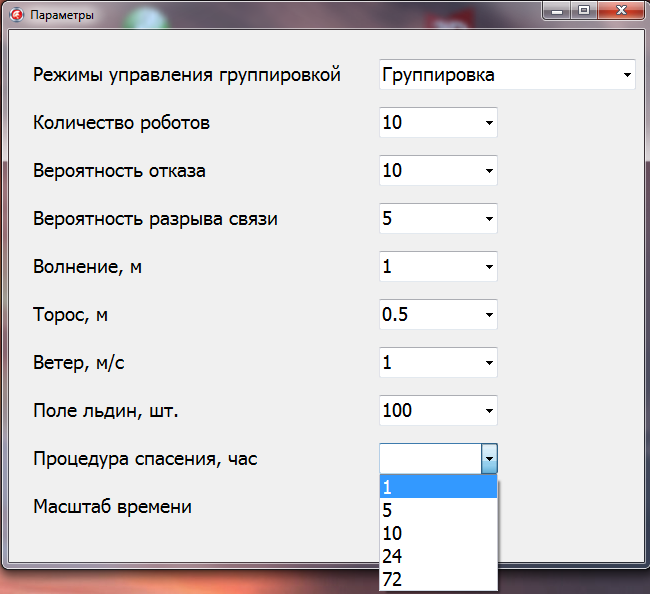 Параметры
Режимы управления группировкой Группировка
Количество роботов 10
Вероятность отказа 10
Вероятность разрыва связи 5
Волнение, м 1
Торос, м 0.5
Ветер, м/с 1
Поле льдин, шт. 100
Процедура спасения, час
1
5
Масштаб времени
10
24
72